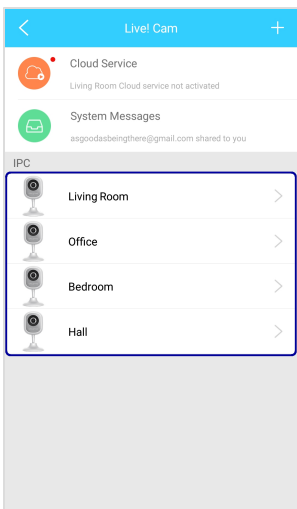 Live! Cam
Cloud Service
Living Room Cloud service not activated
System Messages
asgoodasbeingthere@gmail.com shared to you
IPC
Living Room
Office
Bedroom
Hall